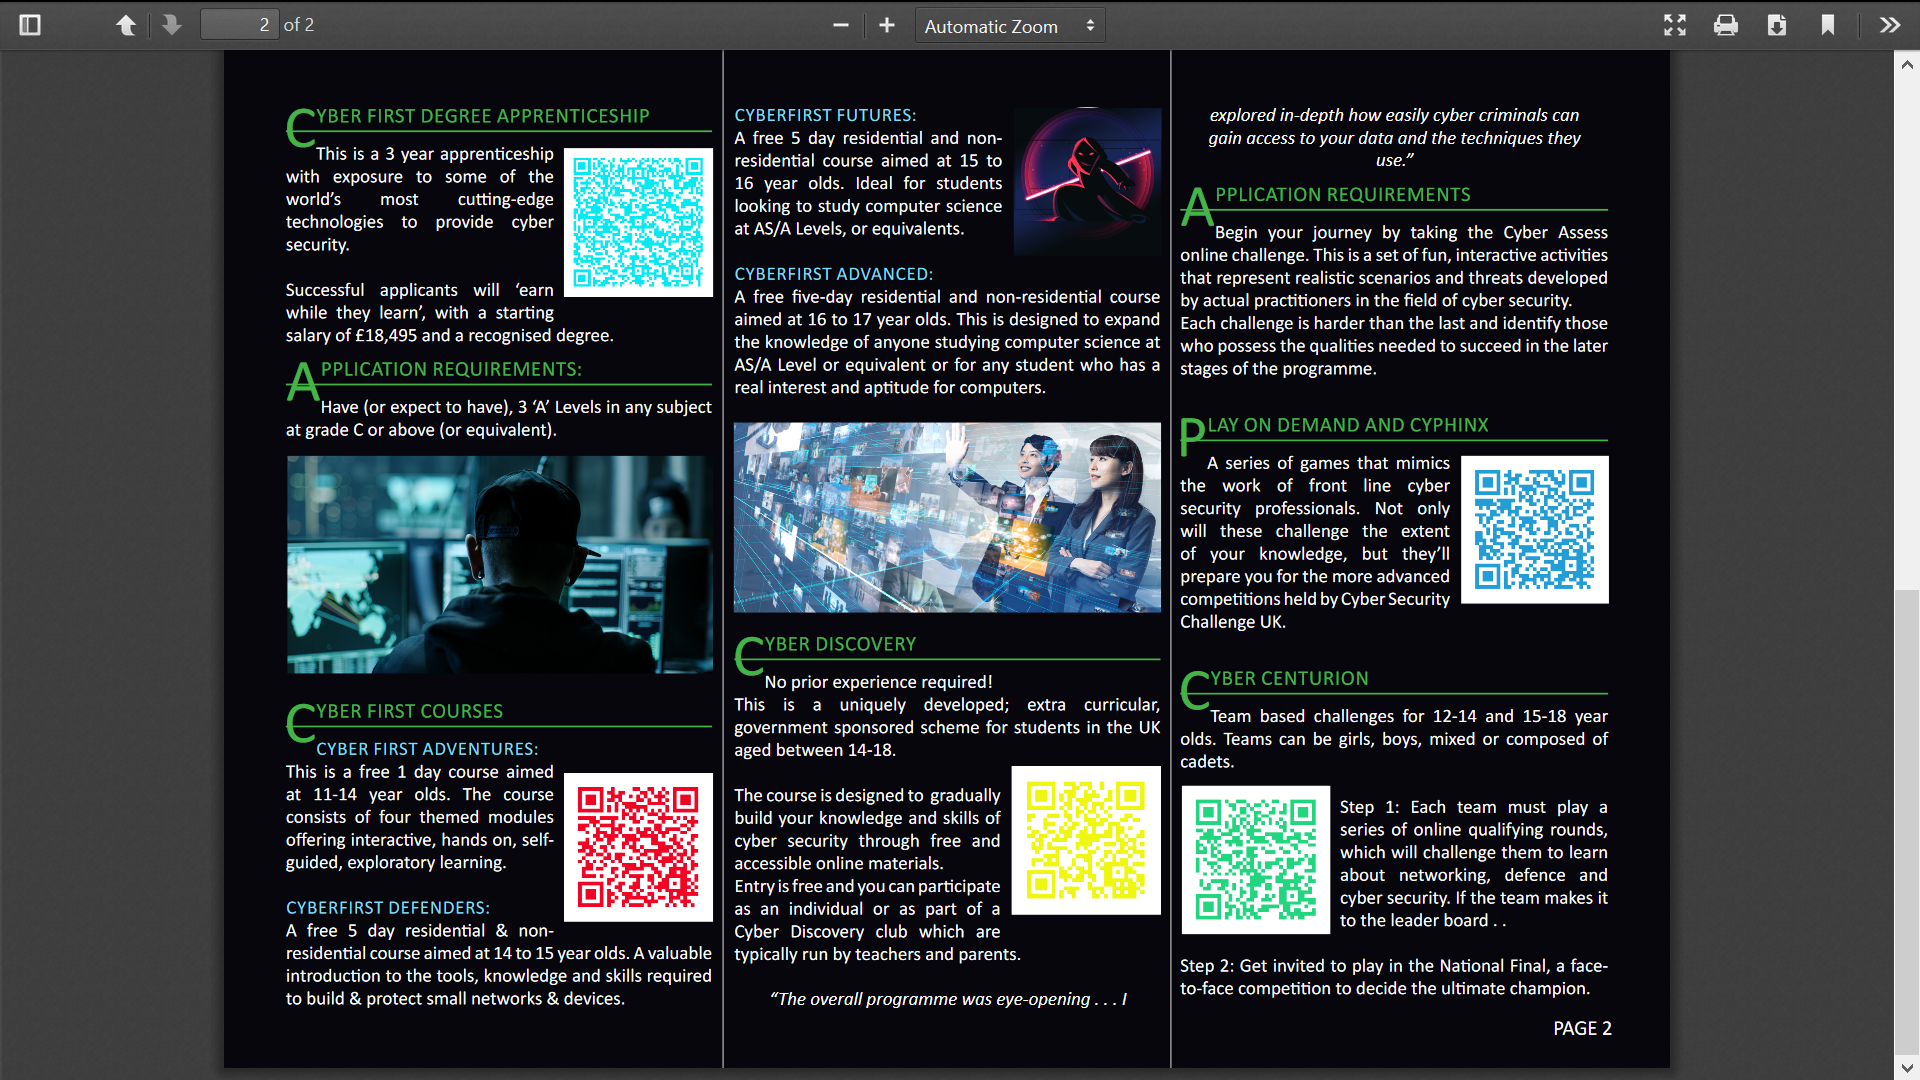 2 of 2
Automatic Zoom
CYBER FIRST DEGREE APPRENTICESHIP
This is a 3 year apprenticeship
with exposure to some of the
world’s most cutting-edge
technologies to provide cyber
security.
Successful applicants will ‘earn
while they learn’, with a starting
salary of £18,495 and a recognised degree.
APPLICATION REQUIREMENTS:
Have (or expect to have), 3 ‘A’ Levels in any subject
at grade C or above (or equivalent).
CYBER FIRST COURSES
CYBER FIRST ADVENTURES:
This is a free 1 day course aimed
at 11-14 year olds. The course
consists of four themed modules
offering interactive, hands on, self-
guided, exploratory learning.
CYBERFIRST DEFENDERS:
A free 5 day residential & non-
residential course aimed at 14 to 15 year olds. A valuable
introduction to the tools, knowledge and skills required
to build & protect small networks & devices.
CYBERFIRST FUTURES:
A free 5 day residential and non-
residential course aimed at 15 to
16 year olds. Ideal for students
looking to study computer science
at AS/A Levels, or equivalents.
CYBERFIRST ADVANCED:
A free five-day residential and non-residential course
aimed at 16 to 17 year olds. This is designed to expand
the knowledge of anyone studying computer science at
AS/A Level or equivalent or for any student who has a
real interest and aptitude for computers.
CYBER DISCOVERY
No prior experience required!
This is a uniquely developed; extra curricular,
government sponsored scheme for students in the UK
aged between 14-18.
The course is designed to gradually
build your knowledge and skills of
cyber security through free and
accessible online materials.
Entry is free and you can participate
as an individual or as part of a
Cyber Discovery club which are
typically run by teachers and parents.
“The overall programme was eye-opening . . . I
explored in-depth how easily cyber criminals can
gain access to your data and the techniques they
use.”
APPLICATION REQUIREMENTS
Begin your journey by taking the Cyber Assess
online challenge. This is a set of fun, interactive activities
that represent realistic scenarios and threats developed
by actual practitioners in the field of cyber security.
Each challenge is harder than the last and identify those
who possess the qualities needed to succeed in the later
stages of the programme.
PLAY ON DEMAND AND CYPHINX
A series of games that mimics
the work of front line cyber
security professionals. Not only
will these challenge the extent
of your knowledge, but they’ll
prepare you for the more advanced
competitions held by Cyber Security
Challenge UK.
CYBER CENTURION
Team based challenges for 12-14 and 15-18 year
olds. Teams can be girls, boys, mixed or composed of
cadets.
Step 1: Each team must play a
series of online qualifying rounds,
which will challenge them to learn
about networking, defence and
cyber security. If the team makes it
to the leader board . .
Step 2: Get invited to play in the National Final, a face-
to-face competition to decide the ultimate champion.
PAGE 2